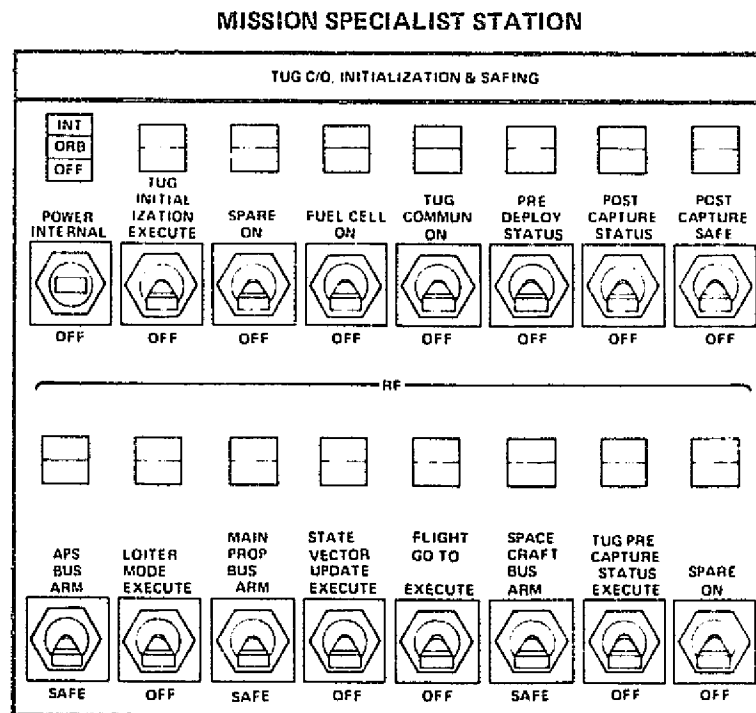 MISSION SPECIALIST STATION
TUG C/O, INITIALIZATION & SAFING
INT
ORB
OFF
POWER
INTERNAL
TUG
INITIAL
IZATION
EXECUTE
SPARE
ON
FUEL CELL
ON
TUG
COMMUN
ON
PRE
DEPLOY
STATUS
POST
CAPTURE
STATUS
POST
CAPTURE
SAFE
OFF OFF OFF OFF OFF OFF OFF OFF
RF
APS
BUS
ARM
LOITER
MODE
EXECUTE
MAIN
PROP
BUS
ARM
STATE
VECTOR
UPDATE
EXECUTE
FLIGHT
GO TO
EXECUTE
SPACE
CRAFT
BUS
ARM
TUG PRE
CAPTURE
STATUS
EXECUTE
SPARE
ON
SAFE OFF SAFE OFF OFF SAFE OFF OFF